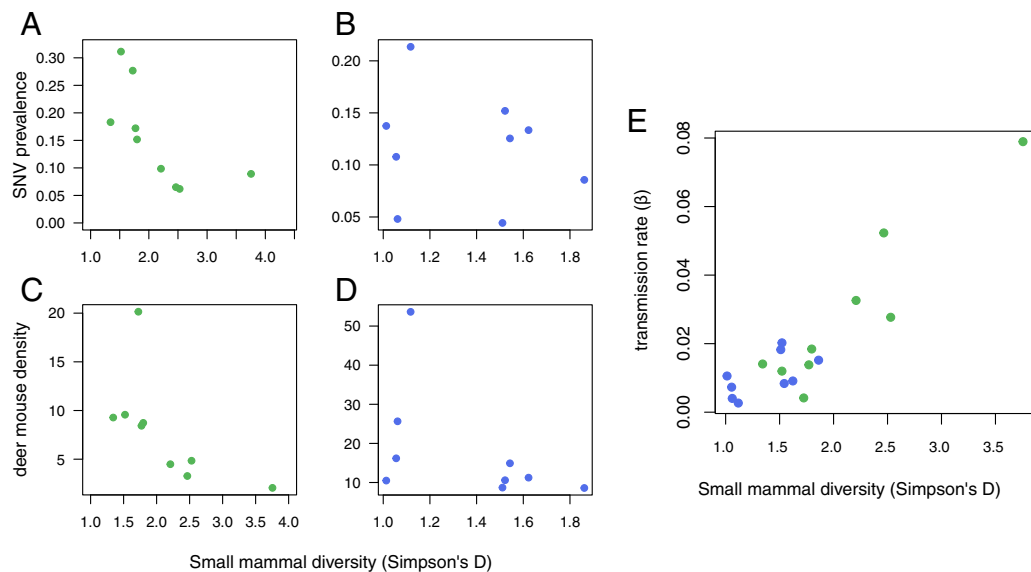 A
SNV prevalence
0.30
0.25
0.20
0.15
0.10
0.05
0.00
1.0 2.0 3.0 4.0
B
0.20
0.15
0.10
0.05
1.0 1.2 1.4 1.6 1.8
C
deer mouse density
20
15
10
5
1.0 1.5 2.0 2.5 3.0 3.5 4.0
D
50
40
30
20
10
1.0 1.2 1.4 1.6 1.8
Small mammal diversity (Simpson's D)
E
transmission rate (β)
0.08
0.06
0.04
0.02
0.00
1.0 1.5 2.0 2.5 3.0 3.5
Small mammal diversity (Simpson's D)